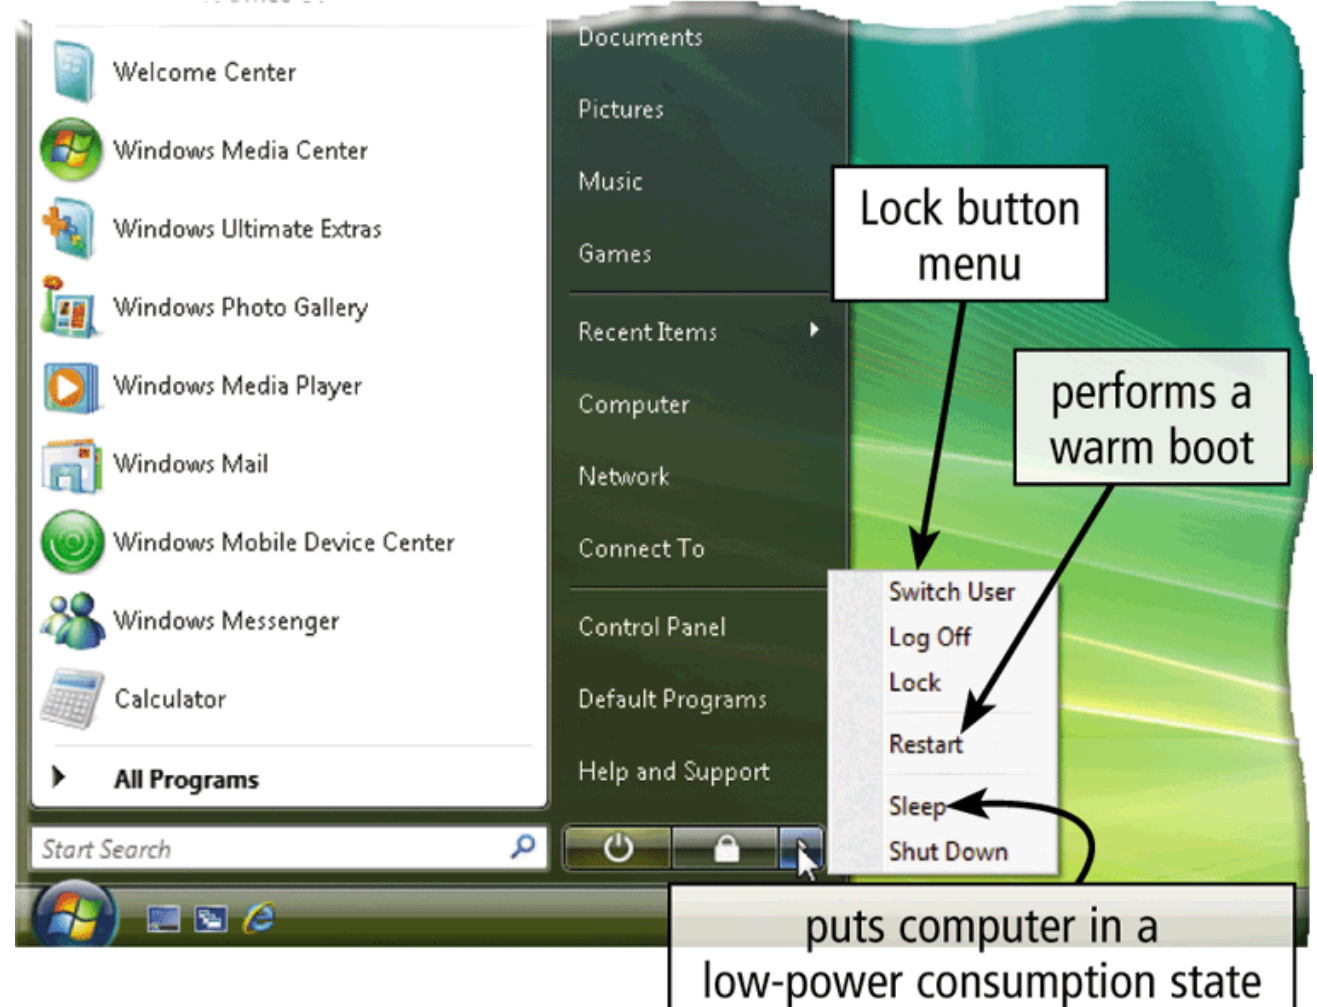 Welcome Center
Windows Media Center
Windows Ultimate Extras
Windows Photo Gallery
Windows Media Player
Windows Mail
Windows Mobile Device Center
Windows Messenger
Calculator
All Programs
Start Search
Documents
Pictures
Music
Games
Recent Items
Computer
Network
Connect To
Control Panel
Default Programs
Help and Support
Lock button
menu
performs a
warm boot
Switch User
Log Off
Lock
Restart
Sleep
Shut Down
puts computer in a
low-power consumption state